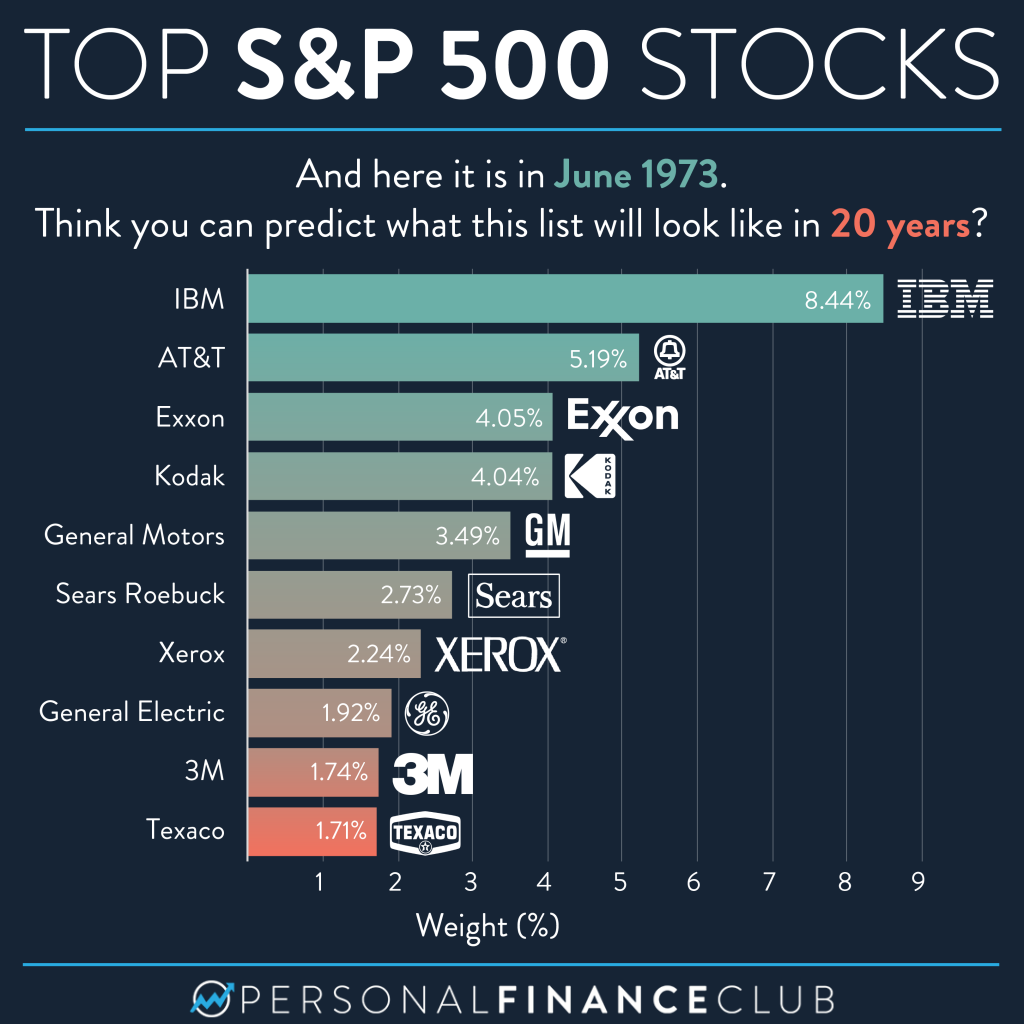 TOP S&P 500 STOCKS
And here it is in June 1973.
Think you can predict what this list will look like in 20 years?
IBM 8.44% IBM
AT&T 5.19% AT&T
Exxon 4.05% Exxon
Kodak 4.04% KODAK
General Motors 3.49% GM
Sears Roebuck 2.73% Sears
Xerox 2.24% XEROX®
General Electric 1.92% GE
3M 1.74% 3M
Texaco 1.71% TEXACO
1 2 3 4 5 6 7 8 9
Weight (%)
PERSONALFINANCECLUB